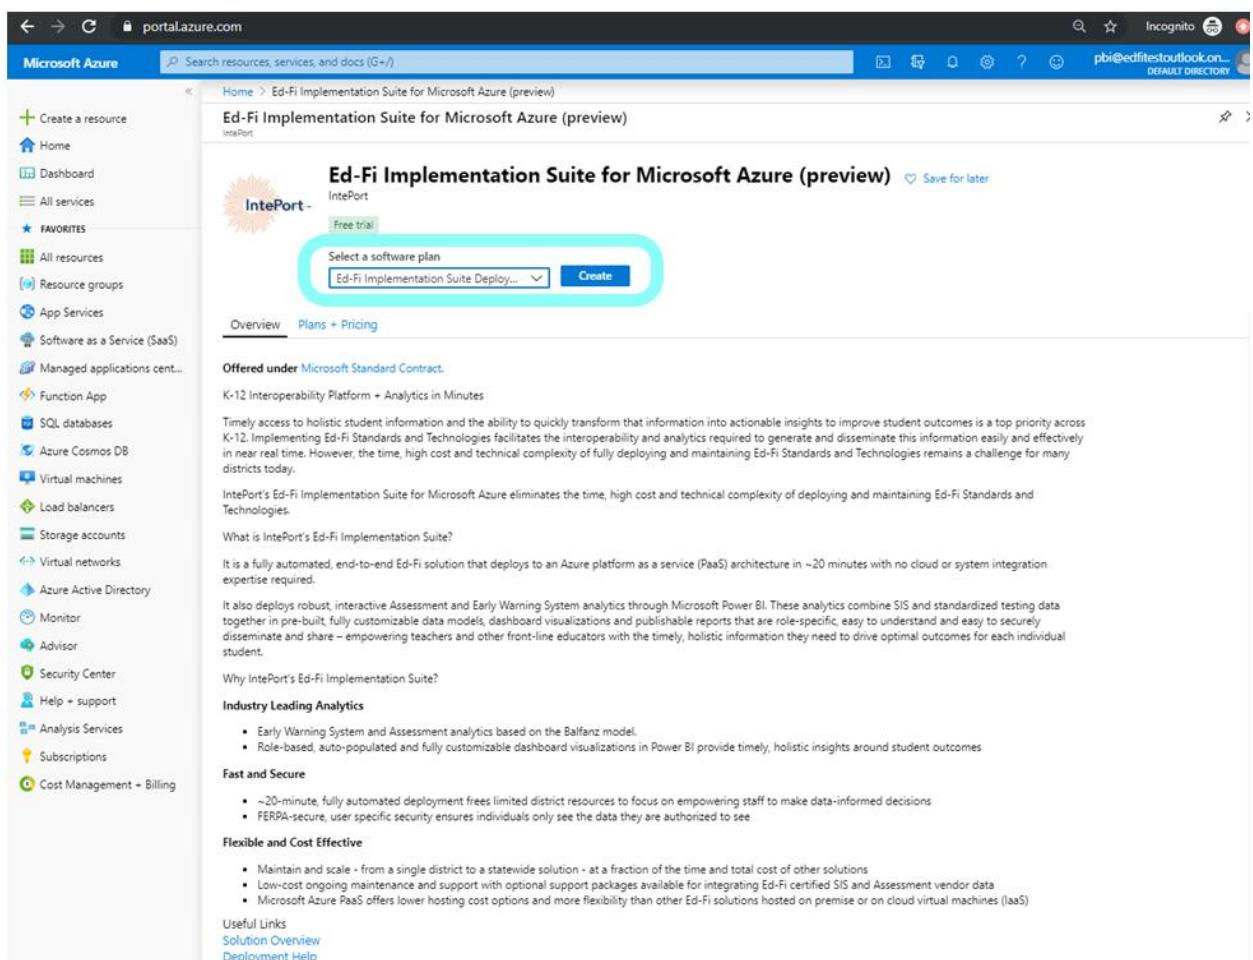 portal.azure.com
Incognito
Microsoft Azure
Search resources, services, and docs (G+/)
pbi@edfitestoutlook.on...
DEFAULT DIRECTORY
Home > Ed-Fi Implementation Suite for Microsoft Azure (preview)
Ed-Fi Implementation Suite for Microsoft Azure (preview)
IntePort
Create a resource
Home
Dashboard
All services
FAVORITES
All resources
Resource groups
App Services
Software as a Service (SaaS)
Managed applications cent...
Function App
SQL databases
Azure Cosmos DB
Virtual machines
Load balancers
Storage accounts
Virtual networks
Azure Active Directory
Monitor
Advisor
Security Center
Help + support
Analysis Services
Subscriptions
Cost Management + Billing
IntePort
Ed-Fi Implementation Suite for Microsoft Azure (preview)
Save for later
IntePort
Free trial
Select a software plan
Ed-Fi Implementation Suite Deploy...
Create
Overview
Plans + Pricing
Offered under Microsoft Standard Contract.
K-12 Interoperability Platform + Analytics in Minutes
Timely access to holistic student information and the ability to quickly transform that information into actionable insights to improve student outcomes is a top priority across
K-12. Implementing Ed-Fi Standards and Technologies facilitates the interoperability and analytics required to generate and disseminate this information easily and effectively
in near real time. However, the time, high cost and technical complexity of fully deploying and maintaining Ed-Fi Standards and Technologies remains a challenge for many
districts today.
IntePort's Ed-Fi Implementation Suite for Microsoft Azure eliminates the time, high cost and technical complexity of deploying and maintaining Ed-Fi Standards and
Technologies.
What is IntePort's Ed-Fi Implementation Suite?
It is a fully automated, end-to-end Ed-Fi solution that deploys to an Azure platform as a service (PaaS) architecture in ~20 minutes with no cloud or system integration
expertise required.
It also deploys robust, interactive Assessment and Early Warning System analytics through Microsoft Power BI. These analytics combine SIS and standardized testing data
together in pre-built, fully customizable data models, dashboard visualizations and publishable reports that are role-specific, easy to understand and easy to securely
disseminate and share – empowering teachers and other front-line educators with the timely, holistic information they need to drive optimal outcomes for each individual
student.
Why IntePort's Ed-Fi Implementation Suite?
Industry Leading Analytics
• Early Warning System and Assessment analytics based on the Balfanz model.
• Role-based, auto-populated and fully customizable dashboard visualizations in Power BI provide timely, holistic insights around student outcomes
Fast and Secure
• ~20-minute, fully automated deployment frees limited district resources to focus on empowering staff to make data-informed decisions
• FERPA-secure, user specific security ensures individuals only see the data they are authorized to see
Flexible and Cost Effective
• Maintain and scale - from a single district to a statewide solution - at a fraction of the time and total cost of other solutions
• Low-cost ongoing maintenance and support with optional support packages available for integrating Ed-Fi certified SIS and Assessment vendor data
• Microsoft Azure PaaS offers lower hosting cost options and more flexibility than other Ed-Fi solutions hosted on premise or on cloud virtual machines (IaaS)
Useful Links
Solution Overview
Deployment Help